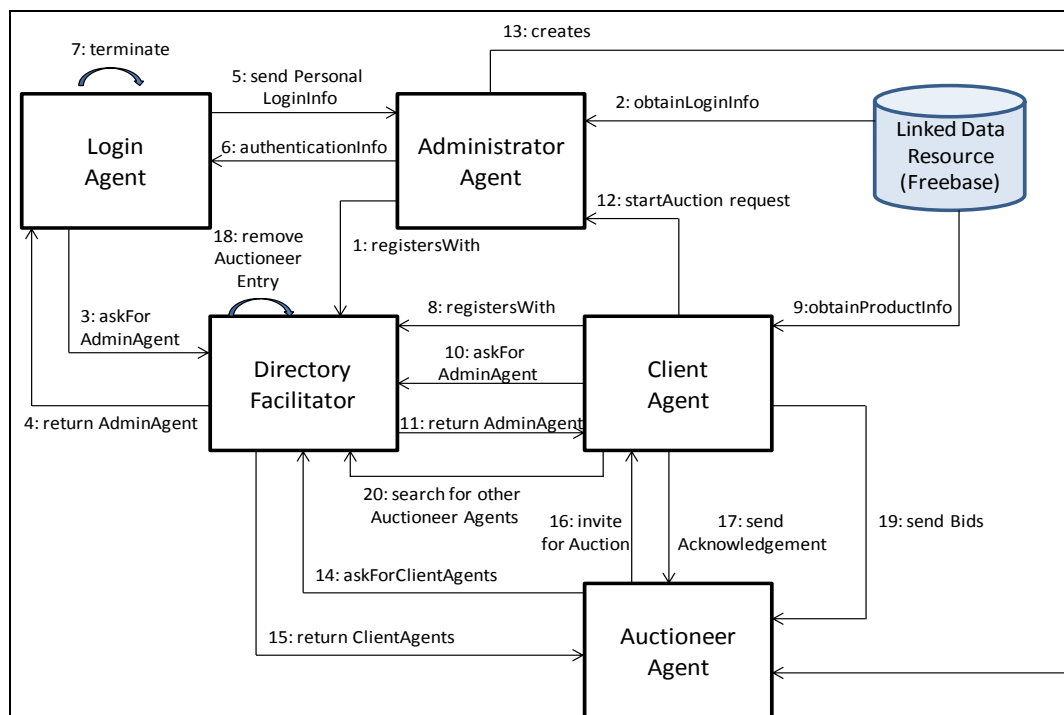 13: creates
7: terminate
5: send Personal
LoginInfo
2: obtainLoginInfo
Login
Agent
Administrator
Agent
Linked Data
Resource
(Freebase)
6: authenticationInfo
12: startAuction request
18: remove
Auctioneer
Entry
1: registersWith
3: askFor
AdminAgent
8: registersWith
9:obtainProductInfo
10: askFor
AdminAgent
Directory
Facilitator
Client
Agent
4: return AdminAgent
11: return AdminAgent
20: search for other
Auctioneer Agents
16: invite
for Auction
17: send
Acknowledgement
19: send Bids
14: askForClientAgents
15: return ClientAgents
Auctioneer
Agent